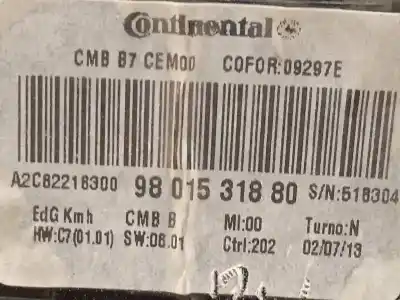 Continental
CMB B7 CEM00 COFOR:09297E
A2C82218300 98 015 318 80 S/N:518304
EdG Kmh CMB B MI:00 Turno:N
HW:C7(01.01) SW:08.01 Ctrl:202 02/07/13